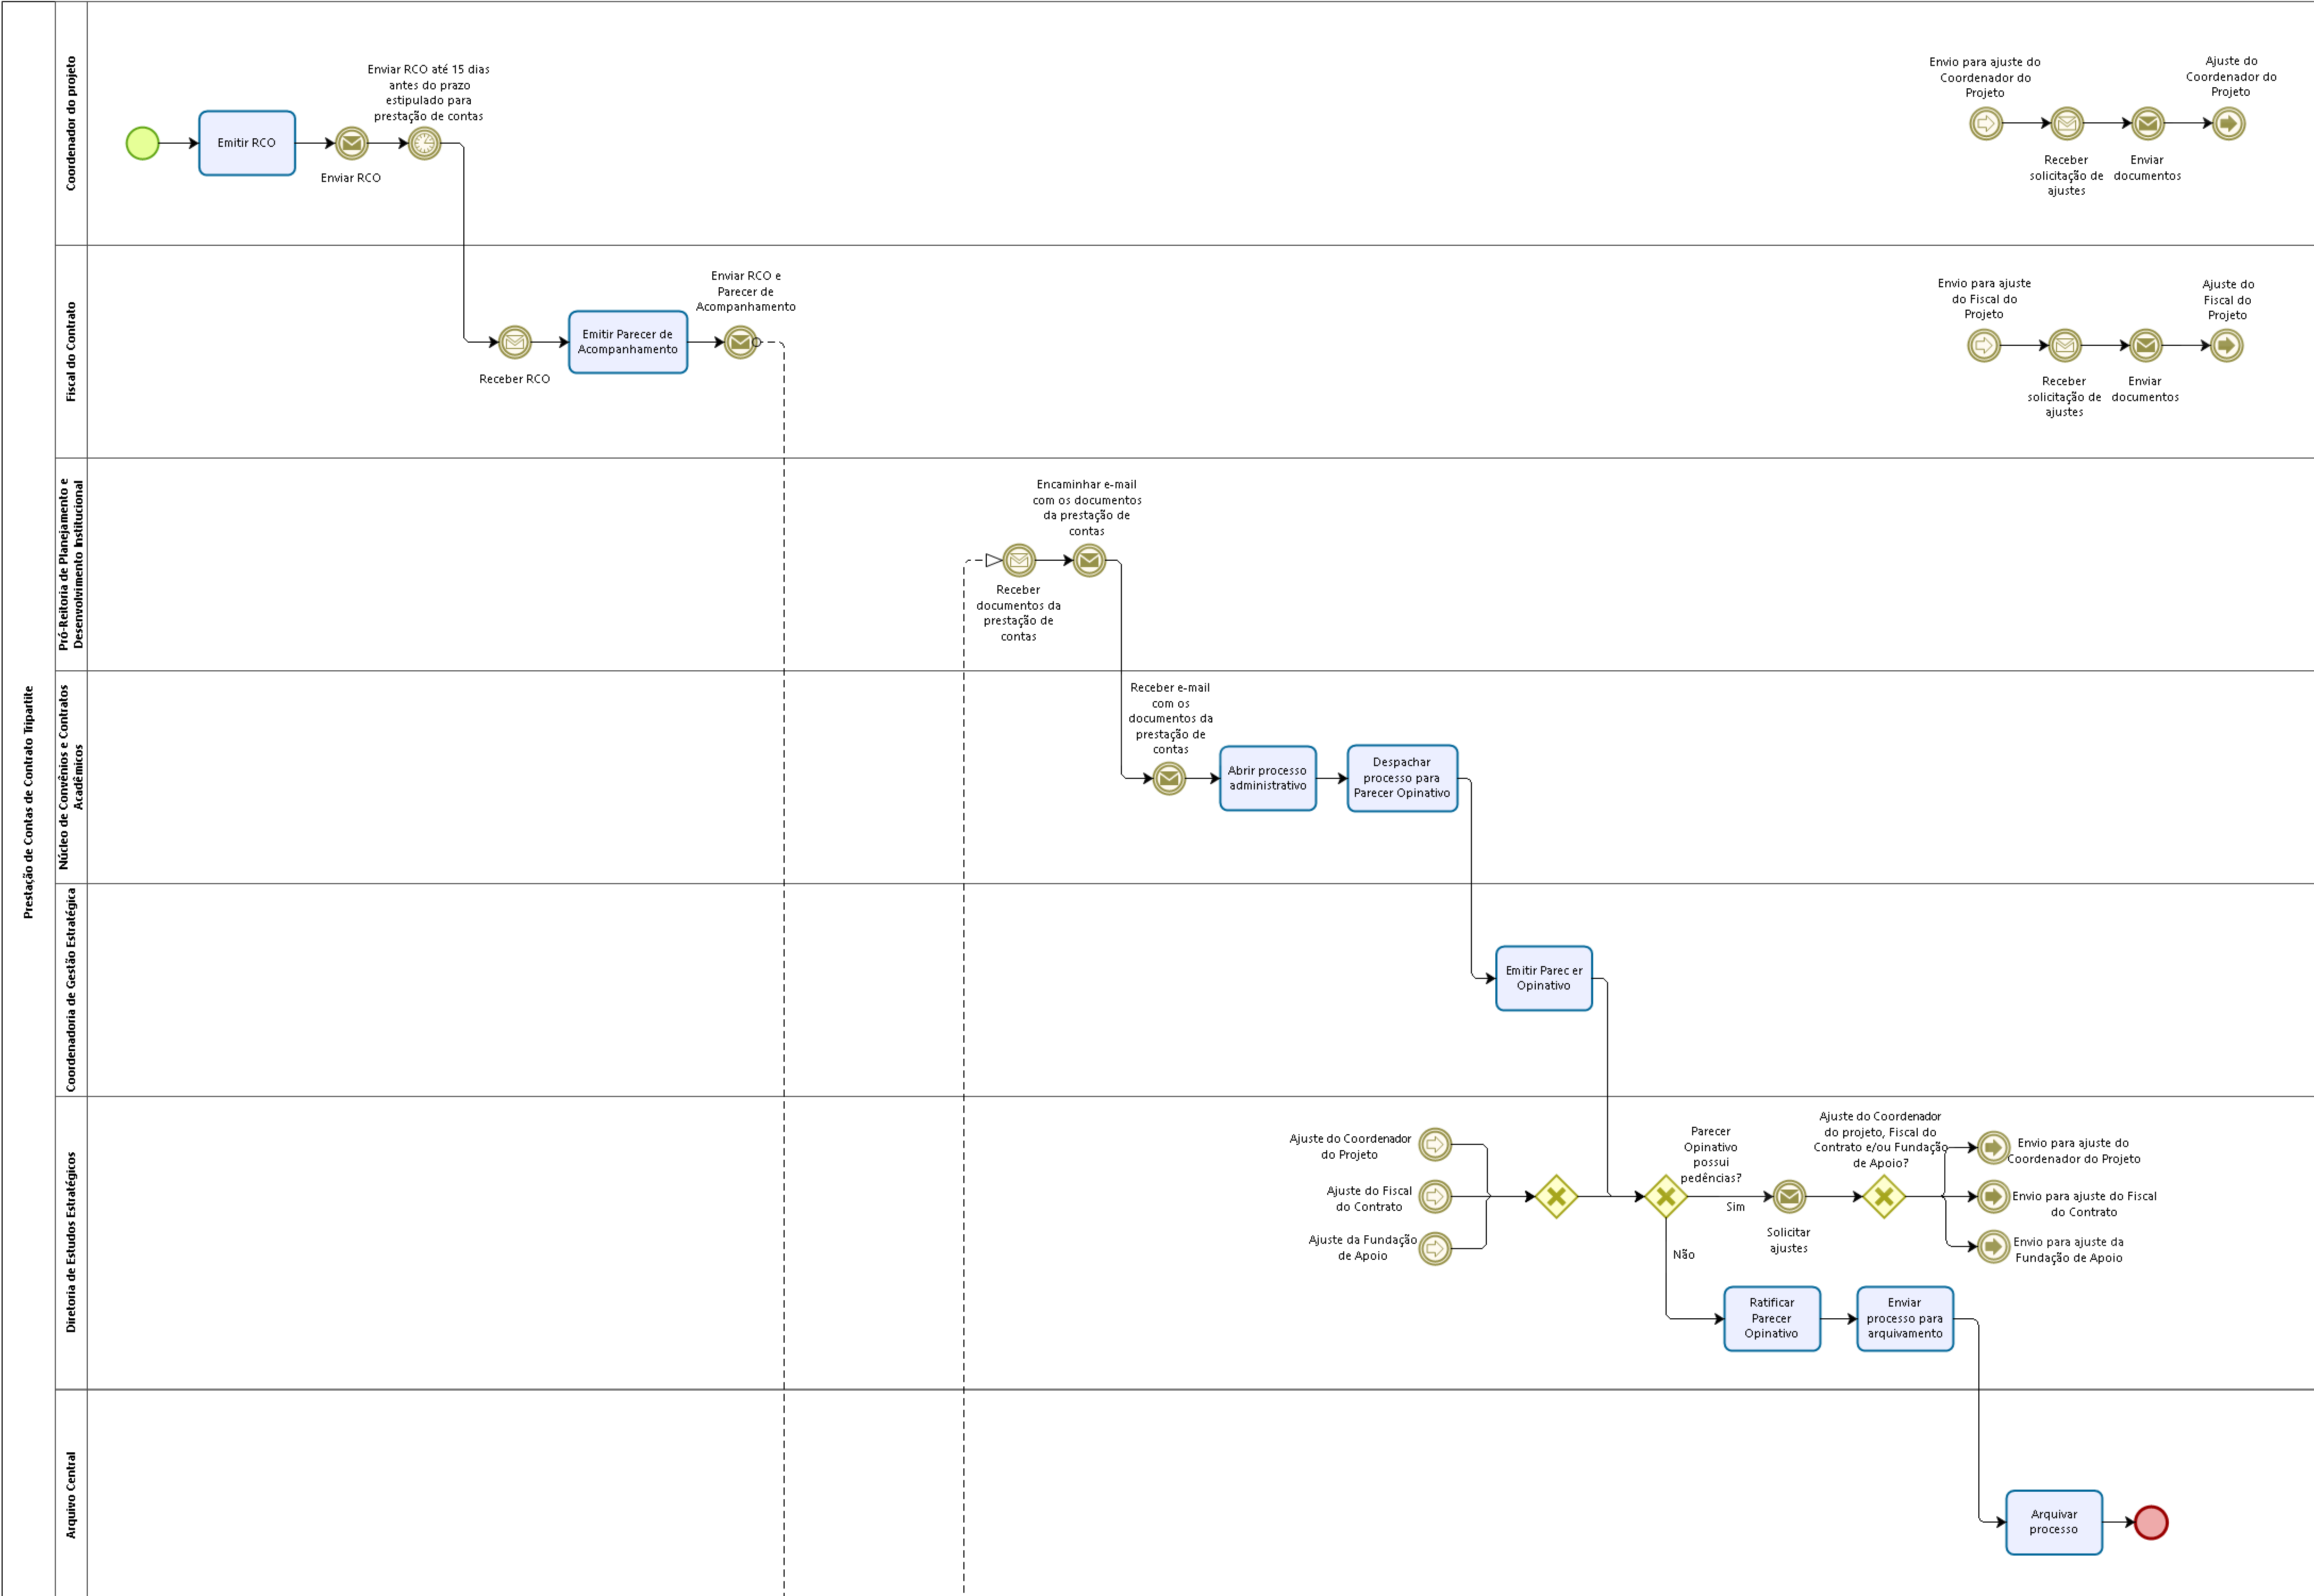 Prestação de Contas de Contrato Tripartite
Coordenador do projeto
Enviar RCO até 15 dias
antes do prazo
estipulado para
prestação de contas
Emitir RCO
Enviar RCO
Envio para ajuste do
Coordenador do
Projeto
Ajuste do
Coordenador do
Projeto
Receber
solicitação de
ajustes
Enviar
documentos
Fiscal do Contrato
Enviar RCO e
Parecer de
Acompanhamento
Emitir Parecer de
Acompanhamento
Receber RCO
Envio para ajuste
do Fiscal do
Projeto
Ajuste do
Fiscal do
Projeto
Receber
solicitação de
ajustes
Enviar
documentos
Pró-Reitoria de Planejamento e
Desenvolvimento Institucional
Encaminhar e-mail
com os documentos
da prestação de
contas
Receber
documentos da
prestação de
contas
Núcleo de Convênios e Contratos
Acadêmicos
Receber e-mail
com os
documentos da
prestação de
contas
Abrir processo
administrativo
Despachar
processo para
Parecer Opinativo
Coordenadoria de Gestão Estratégica
Emitir Parec er
Opinativo
Diretoria de Estudos Estratégicos
Ajuste do Coordenador
do Projeto
Ajuste do Fiscal
do Contrato
Ajuste da Fundação
de Apoio
Parecer
Opinativo
possui
pedências?
Sim
Não
Solicitar
ajustes
Ajuste do Coordenador
do projeto, Fiscal do
Contrato e/ou Fundação
de Apoio?
Envio para ajuste do
Coordenador do Projeto
Envio para ajuste do Fiscal
do Contrato
Envio para ajuste da
Fundação de Apoio
Ratificar
Parecer
Opinativo
Enviar
processo para
arquivamento
Arquivo Central
Arquivar
processo